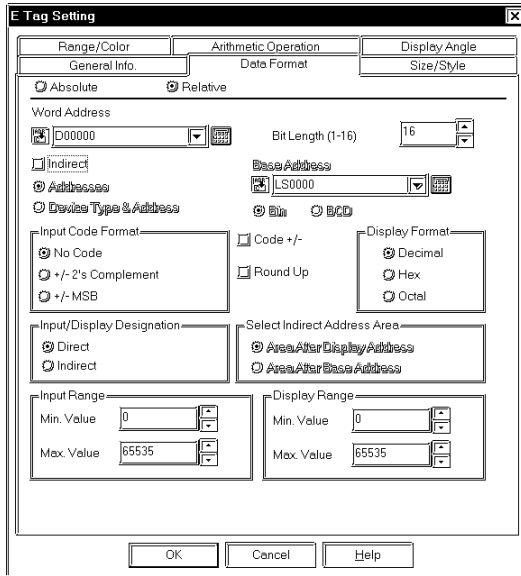 E Tag Setting
Range/Color Arithmetic Operation Display Angle
General Info. Data Format Size/Style
Absolute Relative
Word Address
D00000 Bit Length (1-16) 16
Indirect Base Address
Addresses LS0000
Device Type & Address Bin BCD
Input Code Format Code +/- Display Format
No Code Decimal
+/- 2's Complement Round Up Hex
+/- MSB Octal
Input/Display Designation Select Indirect Address Area
Direct Area After Display Address
Indirect Area After Base Address
Input Range Display Range
Min. Value 0 Min. Value 0
Max. Value 65535 Max. Value 65535
OK Cancel Help